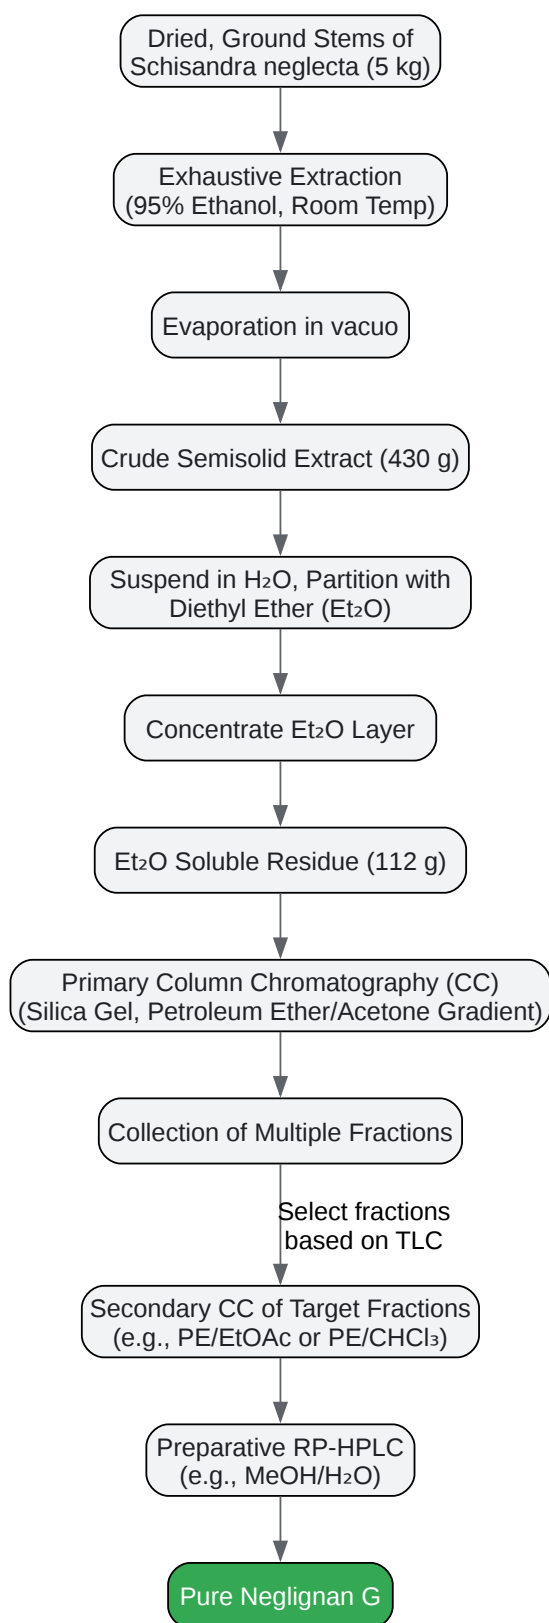 Dried, Ground Stems of
Schisandra neglecta (5 kg)
Exhaustive Extraction
(95% Ethanol, Room Temp)
Evaporation in vacuo
Crude Semisolid Extract (430 g)
Suspend in H₂O, Partition with
Diethyl Ether (Et₂O)
Concentrate Et₂O Layer
Et₂O Soluble Residue (112 g)
Primary Column Chromatography (CC)
(Silica Gel, Petroleum Ether/Acetone Gradient)
Collection of Multiple Fractions
Select fractions
based on TLC
Secondary CC of Target Fractions
(e.g., PE/EtOAc or PE/CHCl₃)
Preparative RP-HPLC
(e.g., MeOH/H₂O)
Pure Neglignan G